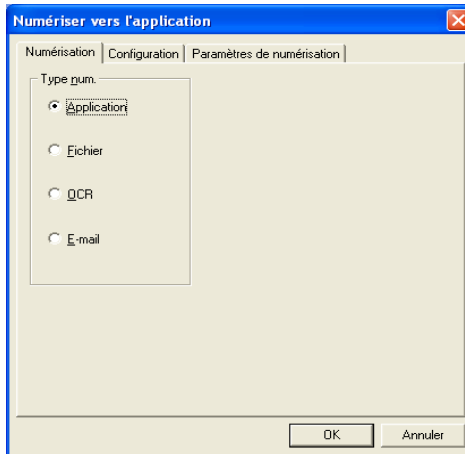 Numériser vers l'application
Numérisation Configuration Paramètres de numérisation
Type num.
Application
Fichier
OCR
E-mail
OK Annuler